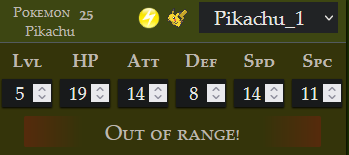 Pokemon 25
Pikachu
Pikachu_1
Lvl HP Att Def Spd Spc
5 19 14 8 14 11
Out of range!